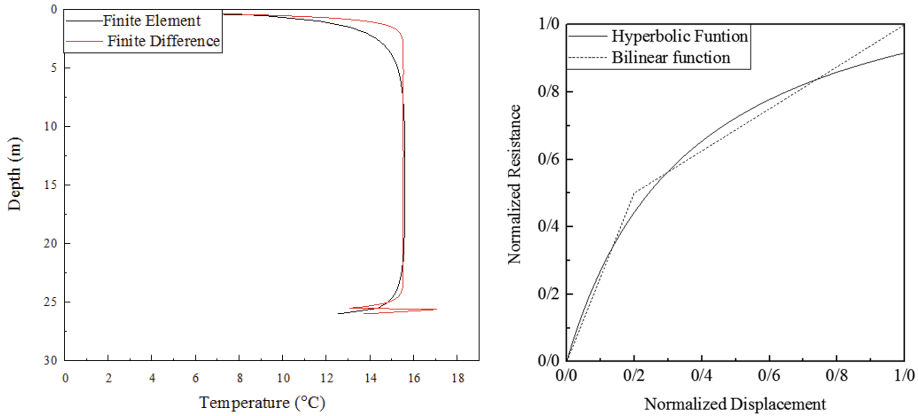 Finite Element
Finite Difference
0
5
10
15
20
25
30
Depth (m)
0 2 4 6 8 10 12 14 16 18
Temperature (°C)
Hyperbolic Funtion
Bilinear function
1/0
0/8
0/6
0/4
0/2
0/0
Normalized Resistance
0/0 0/2 0/4 0/6 0/8 1/0
Normalized Displacement